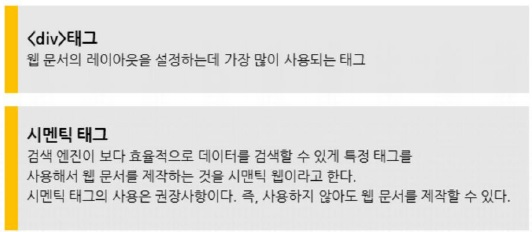 <div>태그
웹 문서의 레이아웃을 설정하는데 가장 많이 사용되는 태그
시멘틱 태그
검색 엔진이 보다 효율적으로 데이터를 검색할 수 있게 특정 태그를
사용해서 웹 문서를 제작하는 것을 시맨틱 웹이라고 한다.
시멘틱 태그의 사용은 권장사항이다. 즉, 사용하지 않아도 웹 문서를 제작할 수 있다.